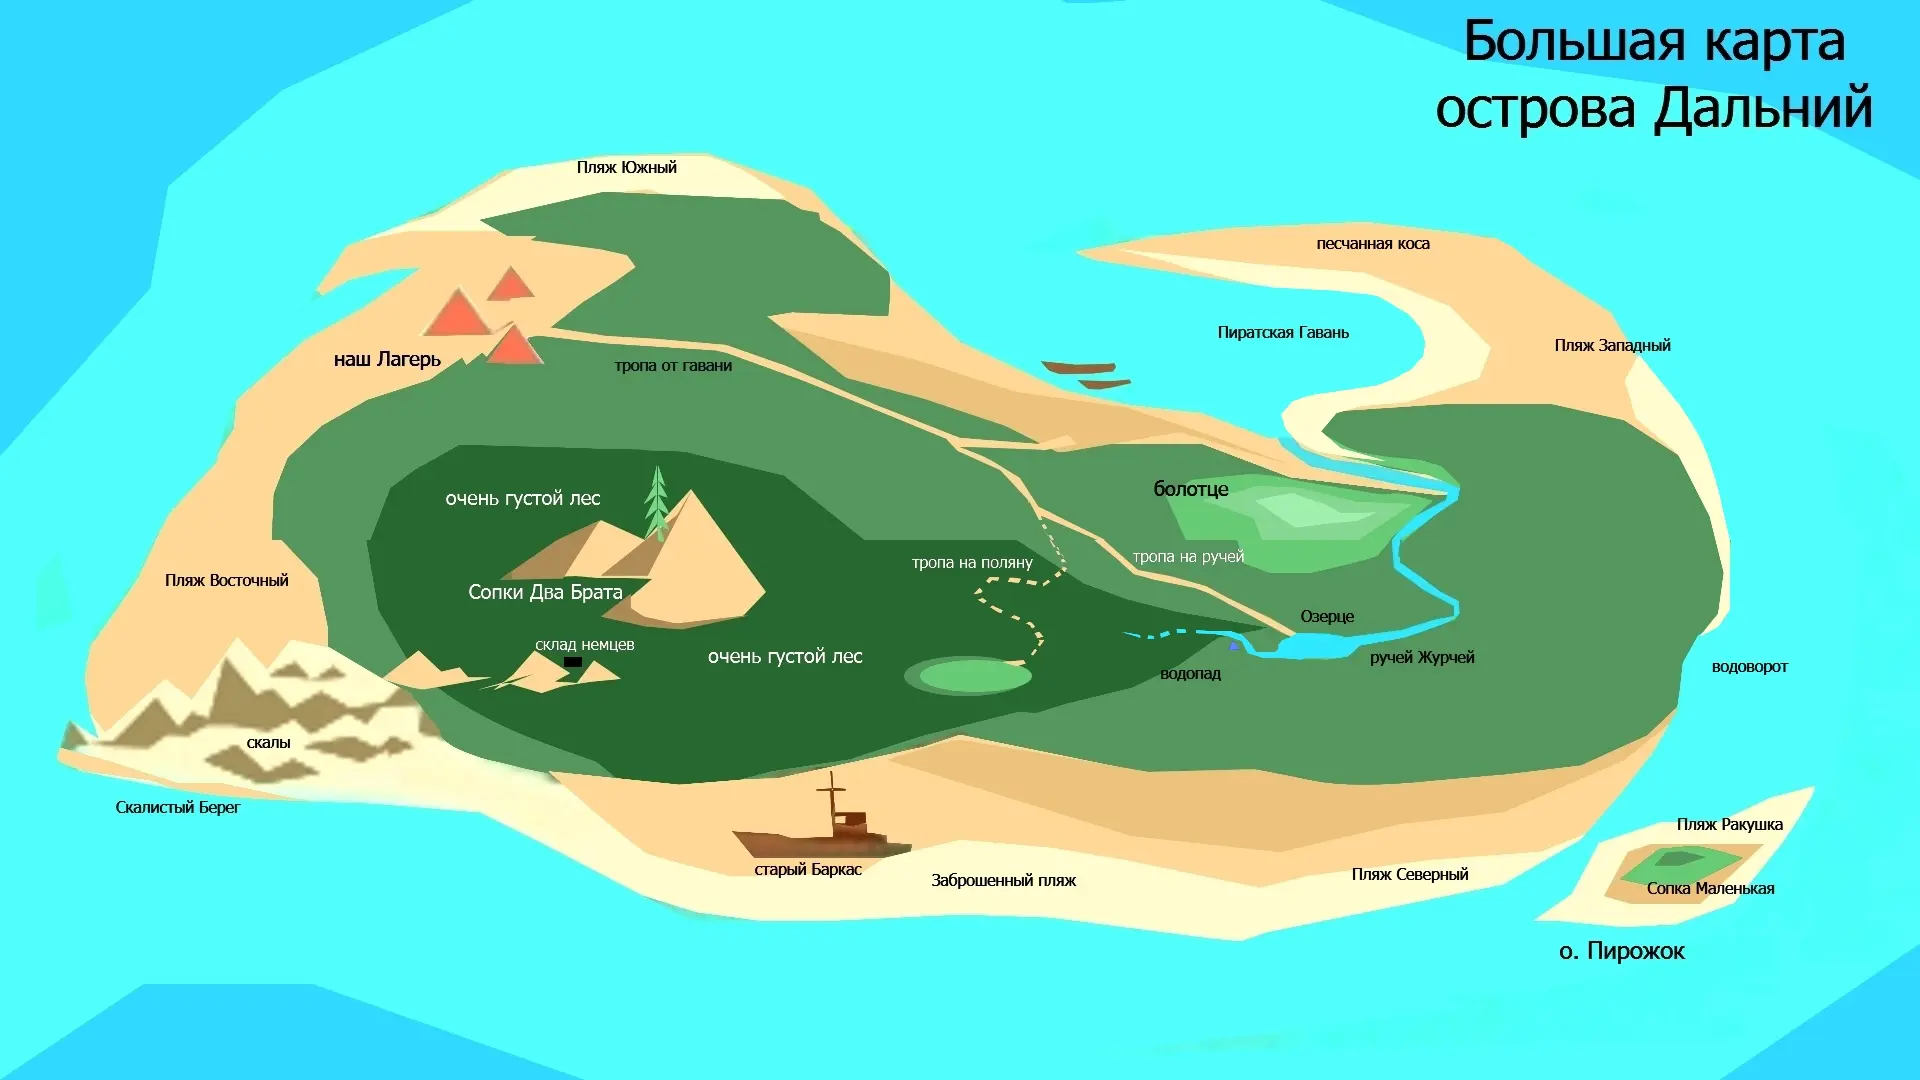 Большая карта
острова Дальний
Пляж Южный
песчанная коса
Пиратская Гавань
Пляж Западный
наш Лагерь
тропа от гавани
болотце
очень густой лес
тропа на поляну
тропа на ручей
Пляж Восточный
Сопки Два Брата
Озерце
склад немцев
очень густой лес
ручей Журчей
водопад
водоворот
скалы
Скалистый Берег
Пляж Ракушка
старый Баркас
Заброшенный пляж
Пляж Северный
Сопка Маленькая
о. Пирожок